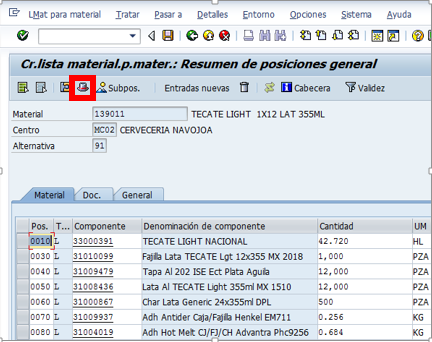 LMat para material Tratar Pasar a Detalles Entorno Opciones Sistema Ayuda
Cr.lista material.p.mater.: Resumen de posiciones general
Subpos. Entradas nuevas Cabecera Validez
Material 139011 TECATE LIGHT 1X12 LAT 355ML
Centro MC02 CERVECERIA NAVOJOA
Alternativa 91
Material Doc. General
Pos. T... Componente Denominación de componente Cantidad UM
0010 L 33000391 TECATE LIGHT NACIONAL 42.720 HL
0030 L 31010099 Fajilla Lata TECATE Lgt 12x355 MX 2018 1,000 PZA
0040 L 31009479 Tapa Al 202 ISE Ect Plata Aguila 12,000 PZA
0050 L 31008436 Lata Al TECATE Light 355ml MX 1510 12,000 PZA
0060 L 31000867 Char Lata Generic 24x355ml DPL 500 PZA
0070 L 31009937 Adh Antider Caja/Fajilla Henkel EM711 0.256 KG
0080 L 31004019 Adh Hot Melt CJ/FJ/CH Advantra Phc9256 0.684 KG